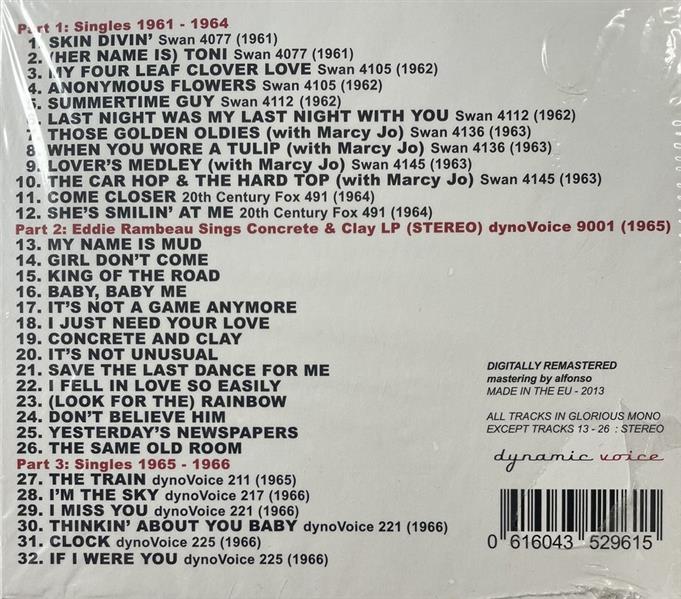 Part 1: Singles 1961 - 1964
1. SKIN DIVIN' Swan 4077 (1961)
2. (HER NAME IS) TONI Swan 4077 (1961)
3. MY FOUR LEAF CLOVER LOVE Swan 4105 (1962)
4. ANONYMOUS FLOWERS Swan 4105 (1962)
5. SUMMERTIME GUY Swan 4112 (1962)
6. LAST NIGHT WAS MY LAST NIGHT WITH YOU Swan 4112 (1962)
7. THOSE GOLDEN OLDIES (with Marcy Jo) Swan 4136 (1963)
8. WHEN YOU WORE A TULIP (with Marcy Jo) Swan 4136 (1963)
9. LOVER'S MEDLEY (with Marcy Jo) Swan 4145 (1963)
10. THE CAR HOP & THE HARD TOP (with Marcy Jo) Swan 4145 (1963)
11. COME CLOSER 20th Century Fox 491 (1964)
12. SHE'S SMILIN' AT ME 20th Century Fox 491 (1964)
Part 2: Eddie Rambeau Sings Concrete & Clay LP (STEREO) dynoVoice 9001 (1965)
13. MY NAME IS MUD
14. GIRL DON'T COME
15. KING OF THE ROAD
16. BABY, BABY ME
17. IT'S NOT A GAME ANYMORE
18. I JUST NEED YOUR LOVE
19. CONCRETE AND CLAY
20. IT'S NOT UNUSUAL
21. SAVE THE LAST DANCE FOR ME
22. I FELL IN LOVE SO EASILY
23. (LOOK FOR THE) RAINBOW
24. DON'T BELIEVE HIM
25. YESTERDAY'S NEWSPAPERS
26. THE SAME OLD ROOM
Part 3: Singles 1965 - 1966
27. THE TRAIN dynoVoice 211 (1965)
28. I'M THE SKY dynoVoice 217 (1966)
29. I MISS YOU dynoVoice 221 (1966)
30. THINKIN' ABOUT YOU BABY dynoVoice 221 (1966)
31. CLOCK dynoVoice 225 (1966)
32. IF I WERE YOU dynoVoice 225 (1966)
DIGITALLY REMASTERED
mastering by alfonso
MADE IN THE EU - 2013
ALL TRACKS IN GLORIOUS MONO
EXCEPT TRACKS 13 - 26 : STEREO
dynamic voice
0 616043 529615